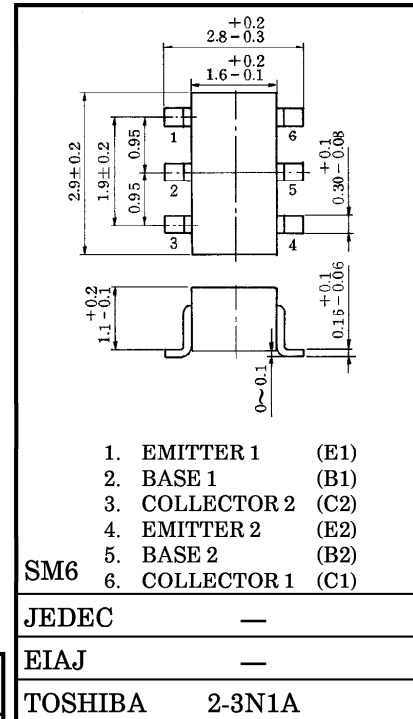 +0.2
2.8-0.3
+0.2
1.6-0.1
1
6
2
5
3
4
2.9±0.2
1.9±0.2
0.95
0.95
+0.1
0.30-0.08
+0.2
1.1-0.1
+0.1
0.16-0.06
0~0.1
1. EMITTER 1 (E1)
2. BASE 1 (B1)
3. COLLECTOR 2 (C2)
4. EMITTER 2 (E2)
5. BASE 2 (B2)
SM6 6. COLLECTOR 1 (C1)
JEDEC —
EIAJ —
TOSHIBA 2-3N1A